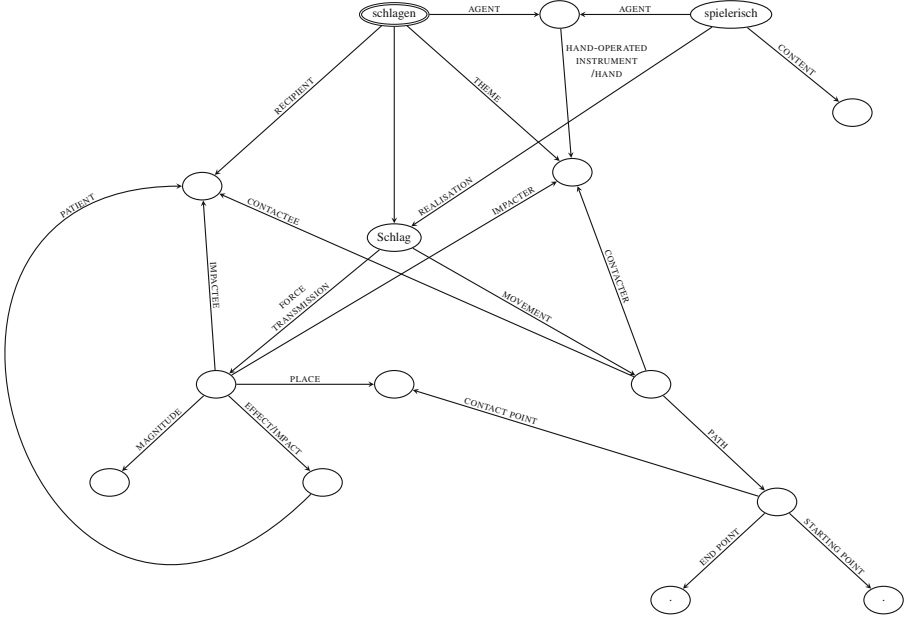 schlagen
AGENT
AGENT
spielerisch
HAND-OPERATED
INSTRUMENT
/HAND
CONTENT
RECIPIENT
THEME
PATIENT
CONTACTEE
REALISATION
IMPACTER
Schlag
IMPACTEE
FORCE
TRANSMISSION
MOVEMENT
CONTACTER
PLACE
MAGNITUDE
EFFECT/IMPACT
CONTACT POINT
PATH
END POINT
STARTING POINT
.
.